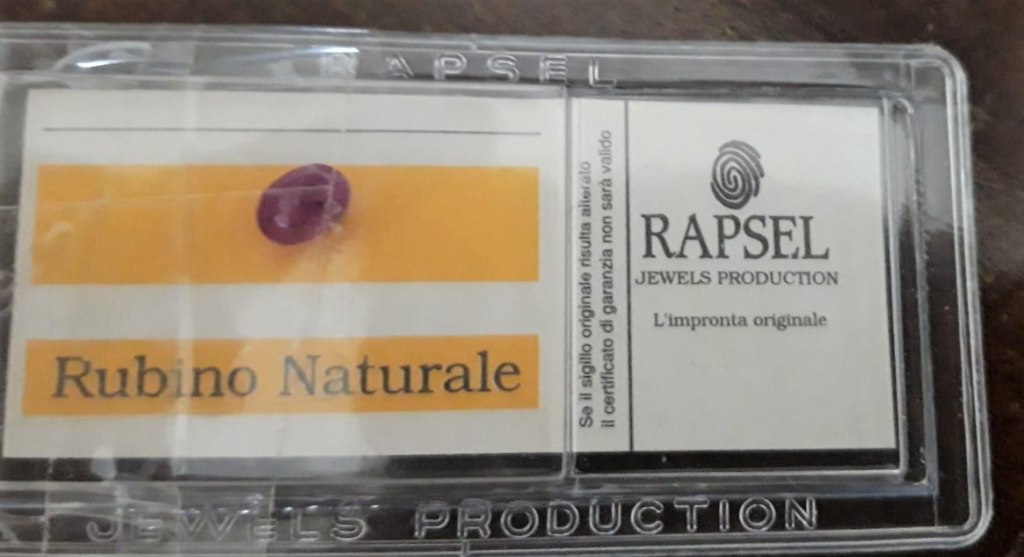 RAPSEL
Rubino Naturale
Se il sigillo originale risulta alterato
il certificato di garanzia non sarà valido
RAPSEL
JEWELS PRODUCTION
L'impronta originale
JEWELS PRODUCTION